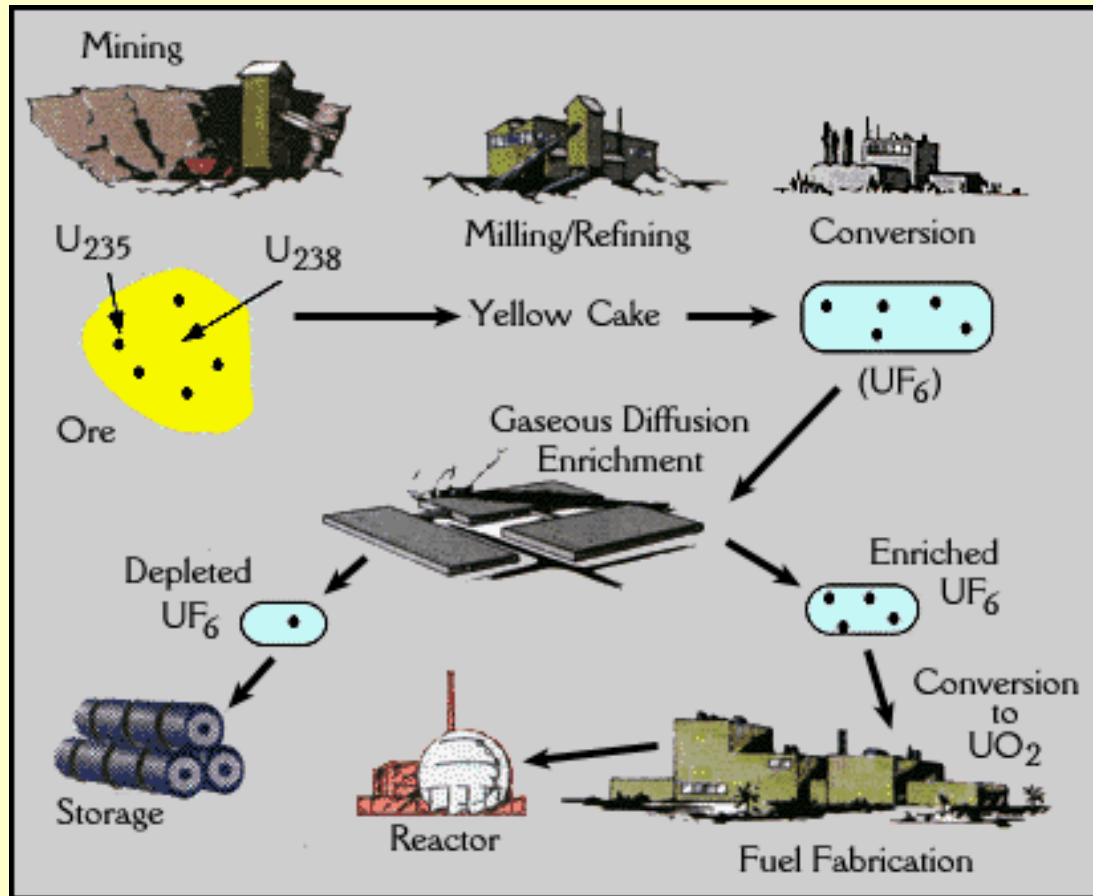 Mining
Milling/Refining
Conversion
U235
U238
Yellow Cake
(UF6)
Ore
Gaseous Diffusion
Enrichment
Depleted
UF6
Enriched
UF6
Conversion
to
UO2
Storage
Reactor
Fuel Fabrication